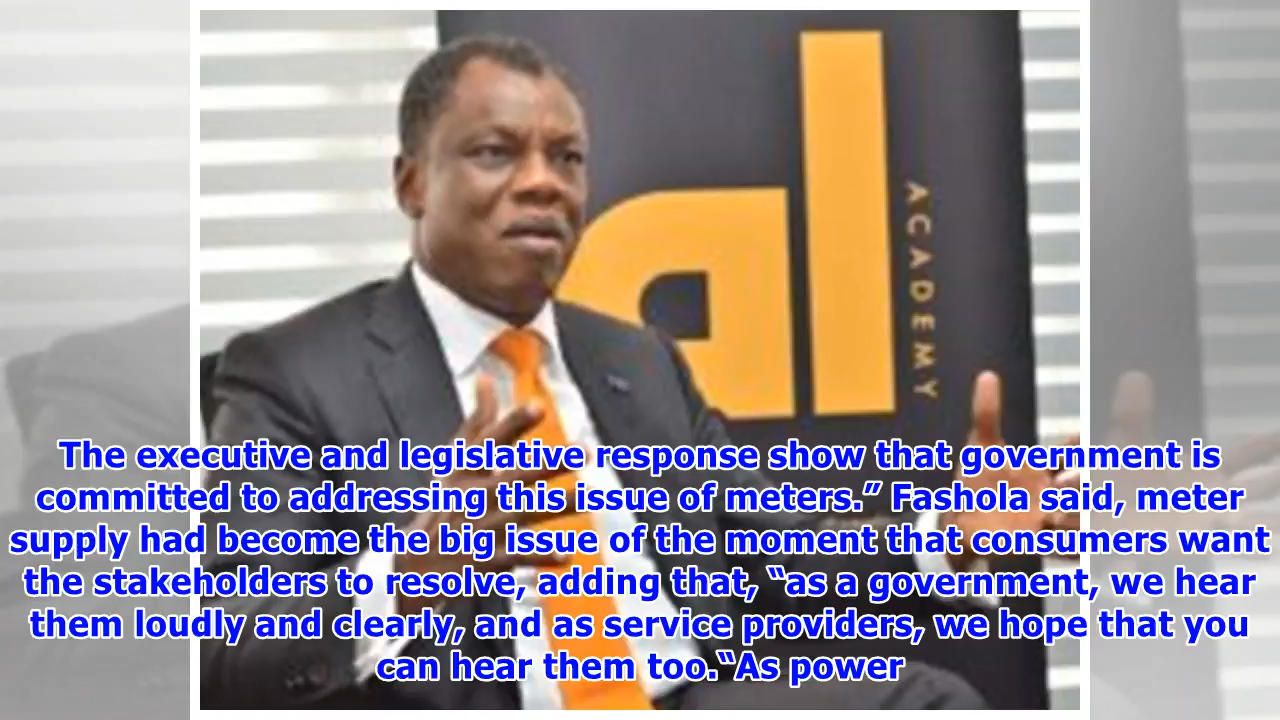 al
ACADEMY
The executive and legislative response show that government is
committed to addressing this issue of meters.” Fashola said, meter
supply had become the big issue of the moment that consumers want
the stakeholders to resolve, adding that, “as a government, we hear
them loudly and clearly, and as service providers, we hope that you
can hear them too.“As power